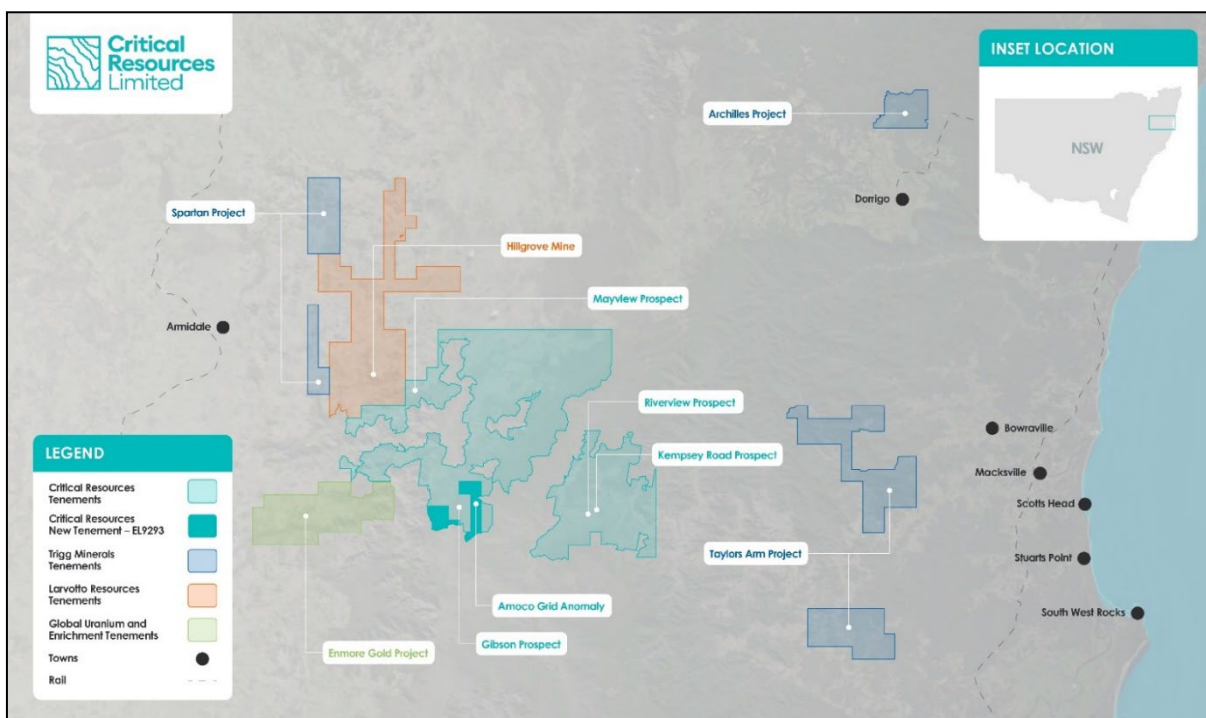 Critical
Resources
Limited
INSET LOCATION
NSW
Archilles Project
Dorrigo
Spartan Project
Hillgrove Mine
Mayview Prospect
Armidale
Riverview Prospect
Bowraville
Kempsey Road Prospect
Macksville
Scotts Head
Taylors Arm Project
Stuarts Point
Amoco Grid Anomaly
South West Rocks
Gibson Prospect
Enmore Gold Project
LEGEND
Critical Resources
Tenements
Critical Resources
New Tenement – EL9293
Trigg Minerals
Tenements
Larvotto Resources
Tenements
Global Uranium and
Enrichment Tenements
Towns
Rail